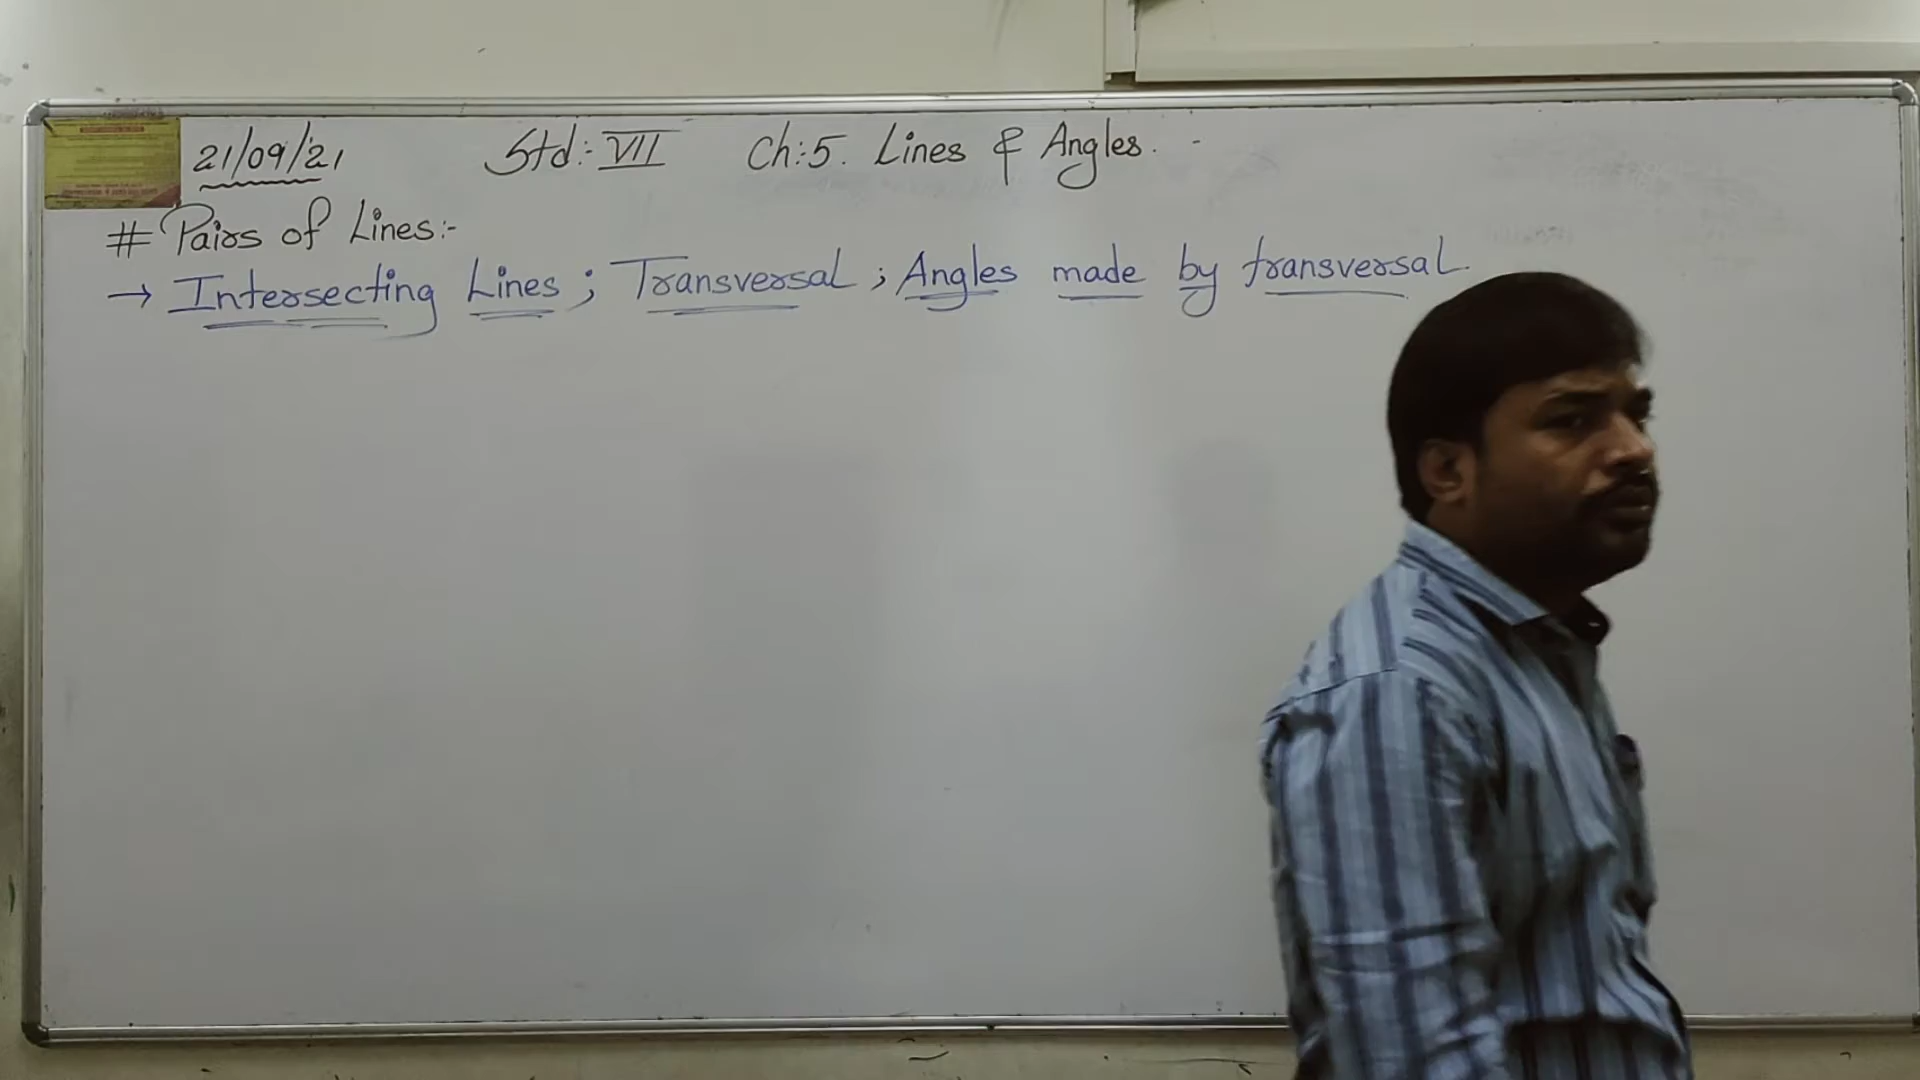 21/09/21 Std:- VII Ch:5. Lines & Angles.
# Pairs of Lines:-
→ Intersecting Lines; Transversal; Angles made by transversal.